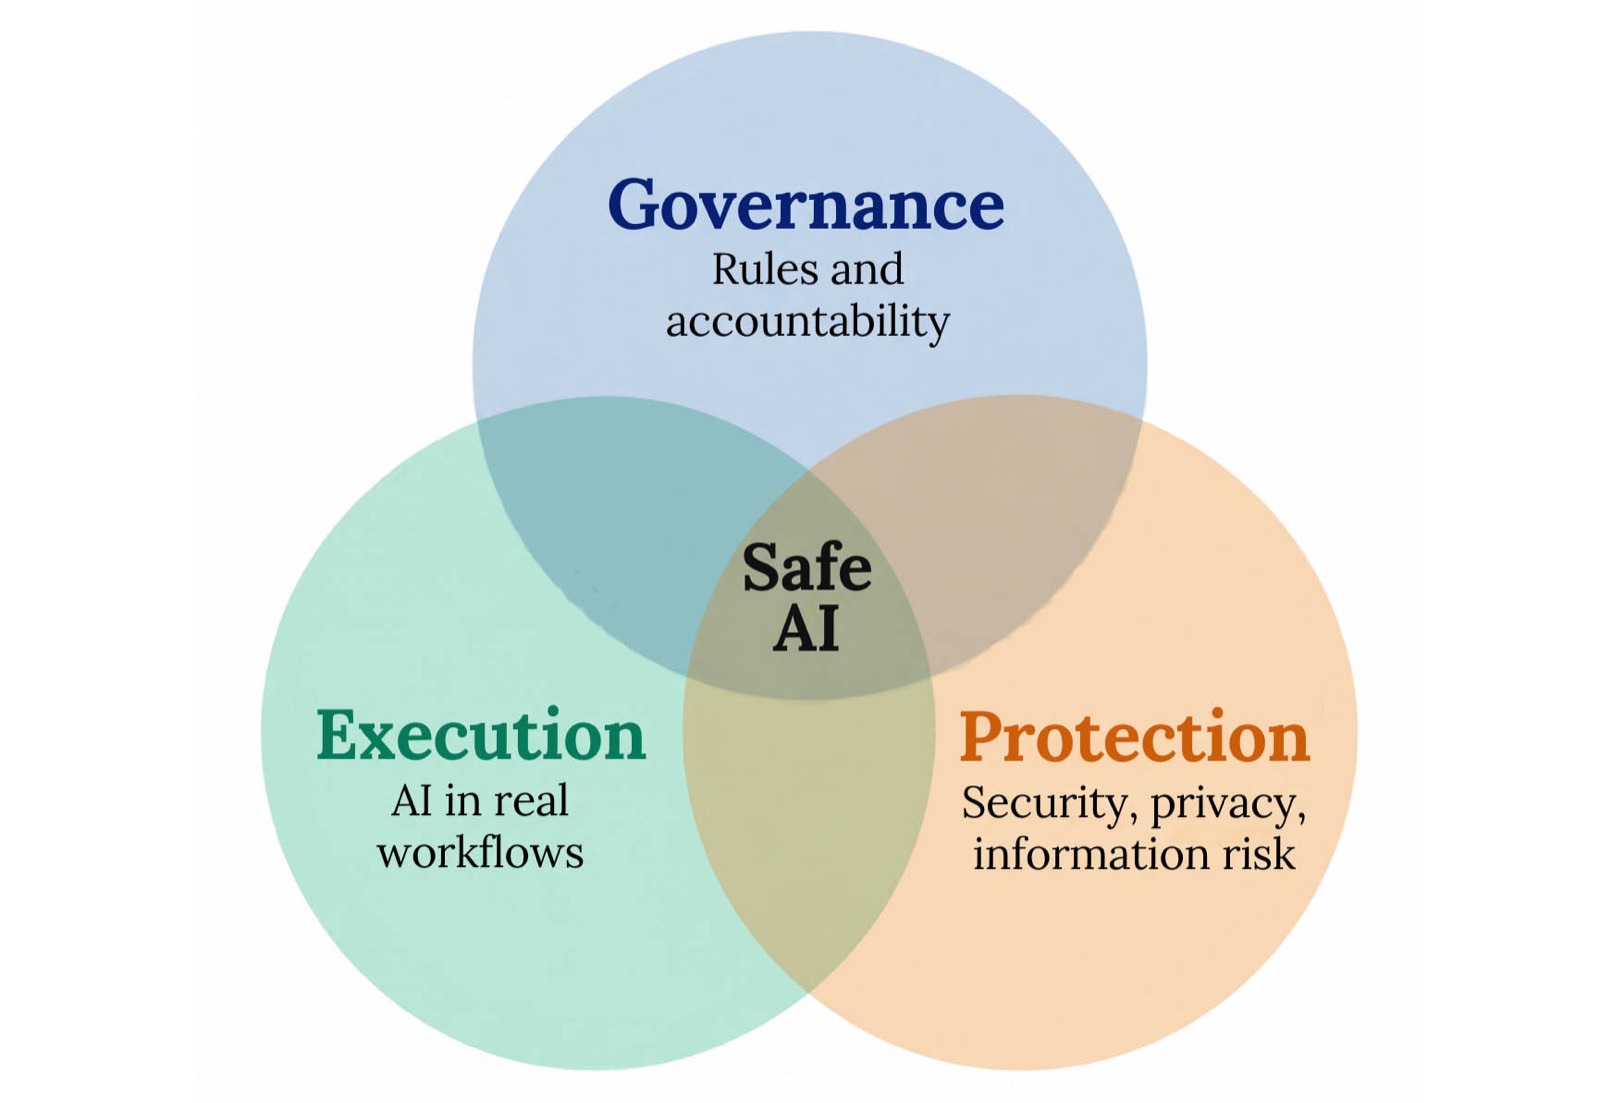 Governance
Rules and
accountability
Safe
AI
Execution
AI in real
workflows
Protection
Security, privacy,
information risk